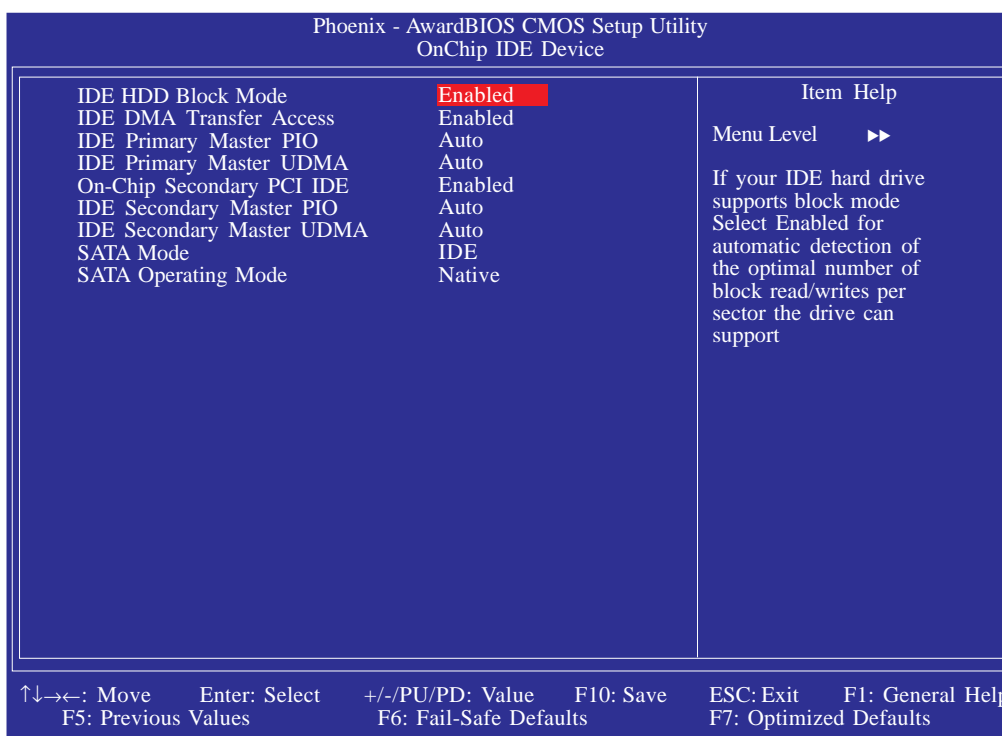 Phoenix - AwardBIOS CMOS Setup Utility
OnChip IDE Device
IDE HDD Block Mode Enabled
IDE DMA Transfer Access Enabled
IDE Primary Master PIO Auto
IDE Primary Master UDMA Auto
On-Chip Secondary PCI IDE Enabled
IDE Secondary Master PIO Auto
IDE Secondary Master UDMA Auto
SATA Mode IDE
SATA Operating Mode Native
Item Help
Menu Level ▸▸
If your IDE hard drive
supports block mode
Select Enabled for
automatic detection of
the optimal number of
block read/writes per
sector the drive can
support
↑↓→←: Move Enter: Select +/-/PU/PD: Value F10: Save ESC: Exit F1: General Help
F5: Previous Values F6: Fail-Safe Defaults F7: Optimized Defaults